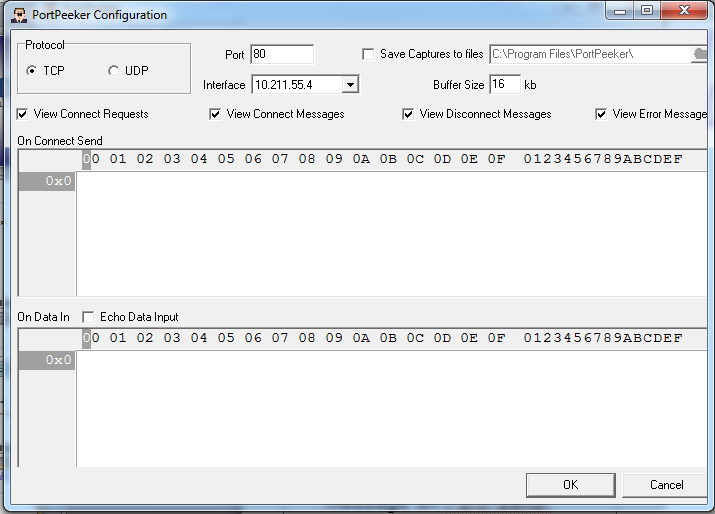 PortPeeker Configuration
Protocol
TCP UDP
Port 80
Save Captures to files C:\Program Files\PortPeeker\
Interface 10.211.55.4
Buffer Size 16 kb
View Connect Requests View Connect Messages View Disconnect Messages View Error Message
On Connect Send
00 01 02 03 04 05 06 07 08 09 0A 0B 0C 0D 0E 0F 0123456789ABCDEF
0x0
On Data In Echo Data Input
00 01 02 03 04 05 06 07 08 09 0A 0B 0C 0D 0E 0F 0123456789ABCDEF
0x0
OK Cancel